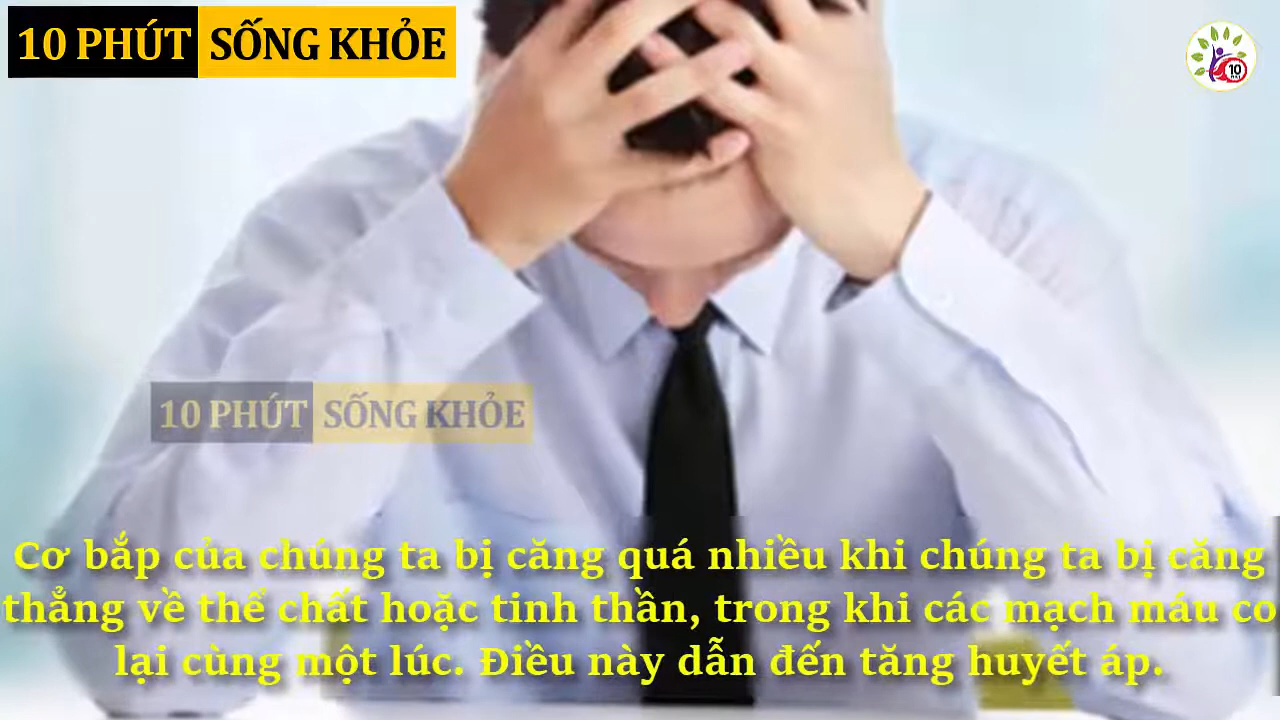 10 PHÚT SỐNG KHỎE
10
10 PHÚT SỐNG KHỎE
Cơ bắp của chúng ta bị căng quá nhiều khi chúng ta bị căng
thẳng về thể chất hoặc tinh thần, trong khi các mạch máu co
lại cùng một lúc. Điều này dẫn đến tăng huyết áp.